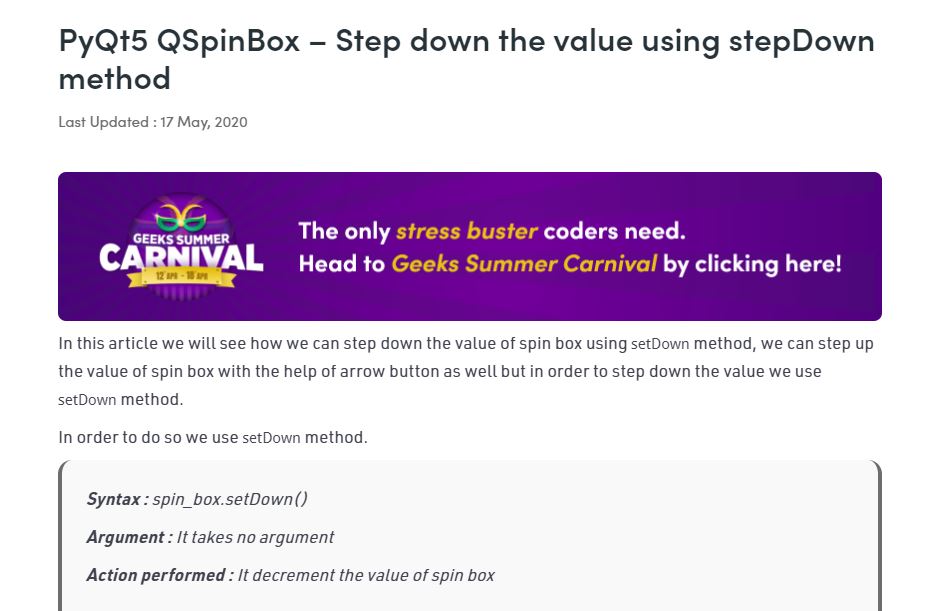 PyQt5 QSpinBox – Step down the value using stepDown
method
Last Updated : 17 May, 2020
GEEKS SUMMER
CARNIVAL
12 APR - 18 APR
The only stress buster coders need.
Head to Geeks Summer Carnival by clicking here!
In this article we will see how we can step down the value of spin box using setDown method, we can step up
the value of spin box with the help of arrow button as well but in order to step down the value we use
setDown method.
In order to do so we use setDown method.
Syntax : spin_box.setDown()
Argument : It takes no argument
Action performed : It decrement the value of spin box